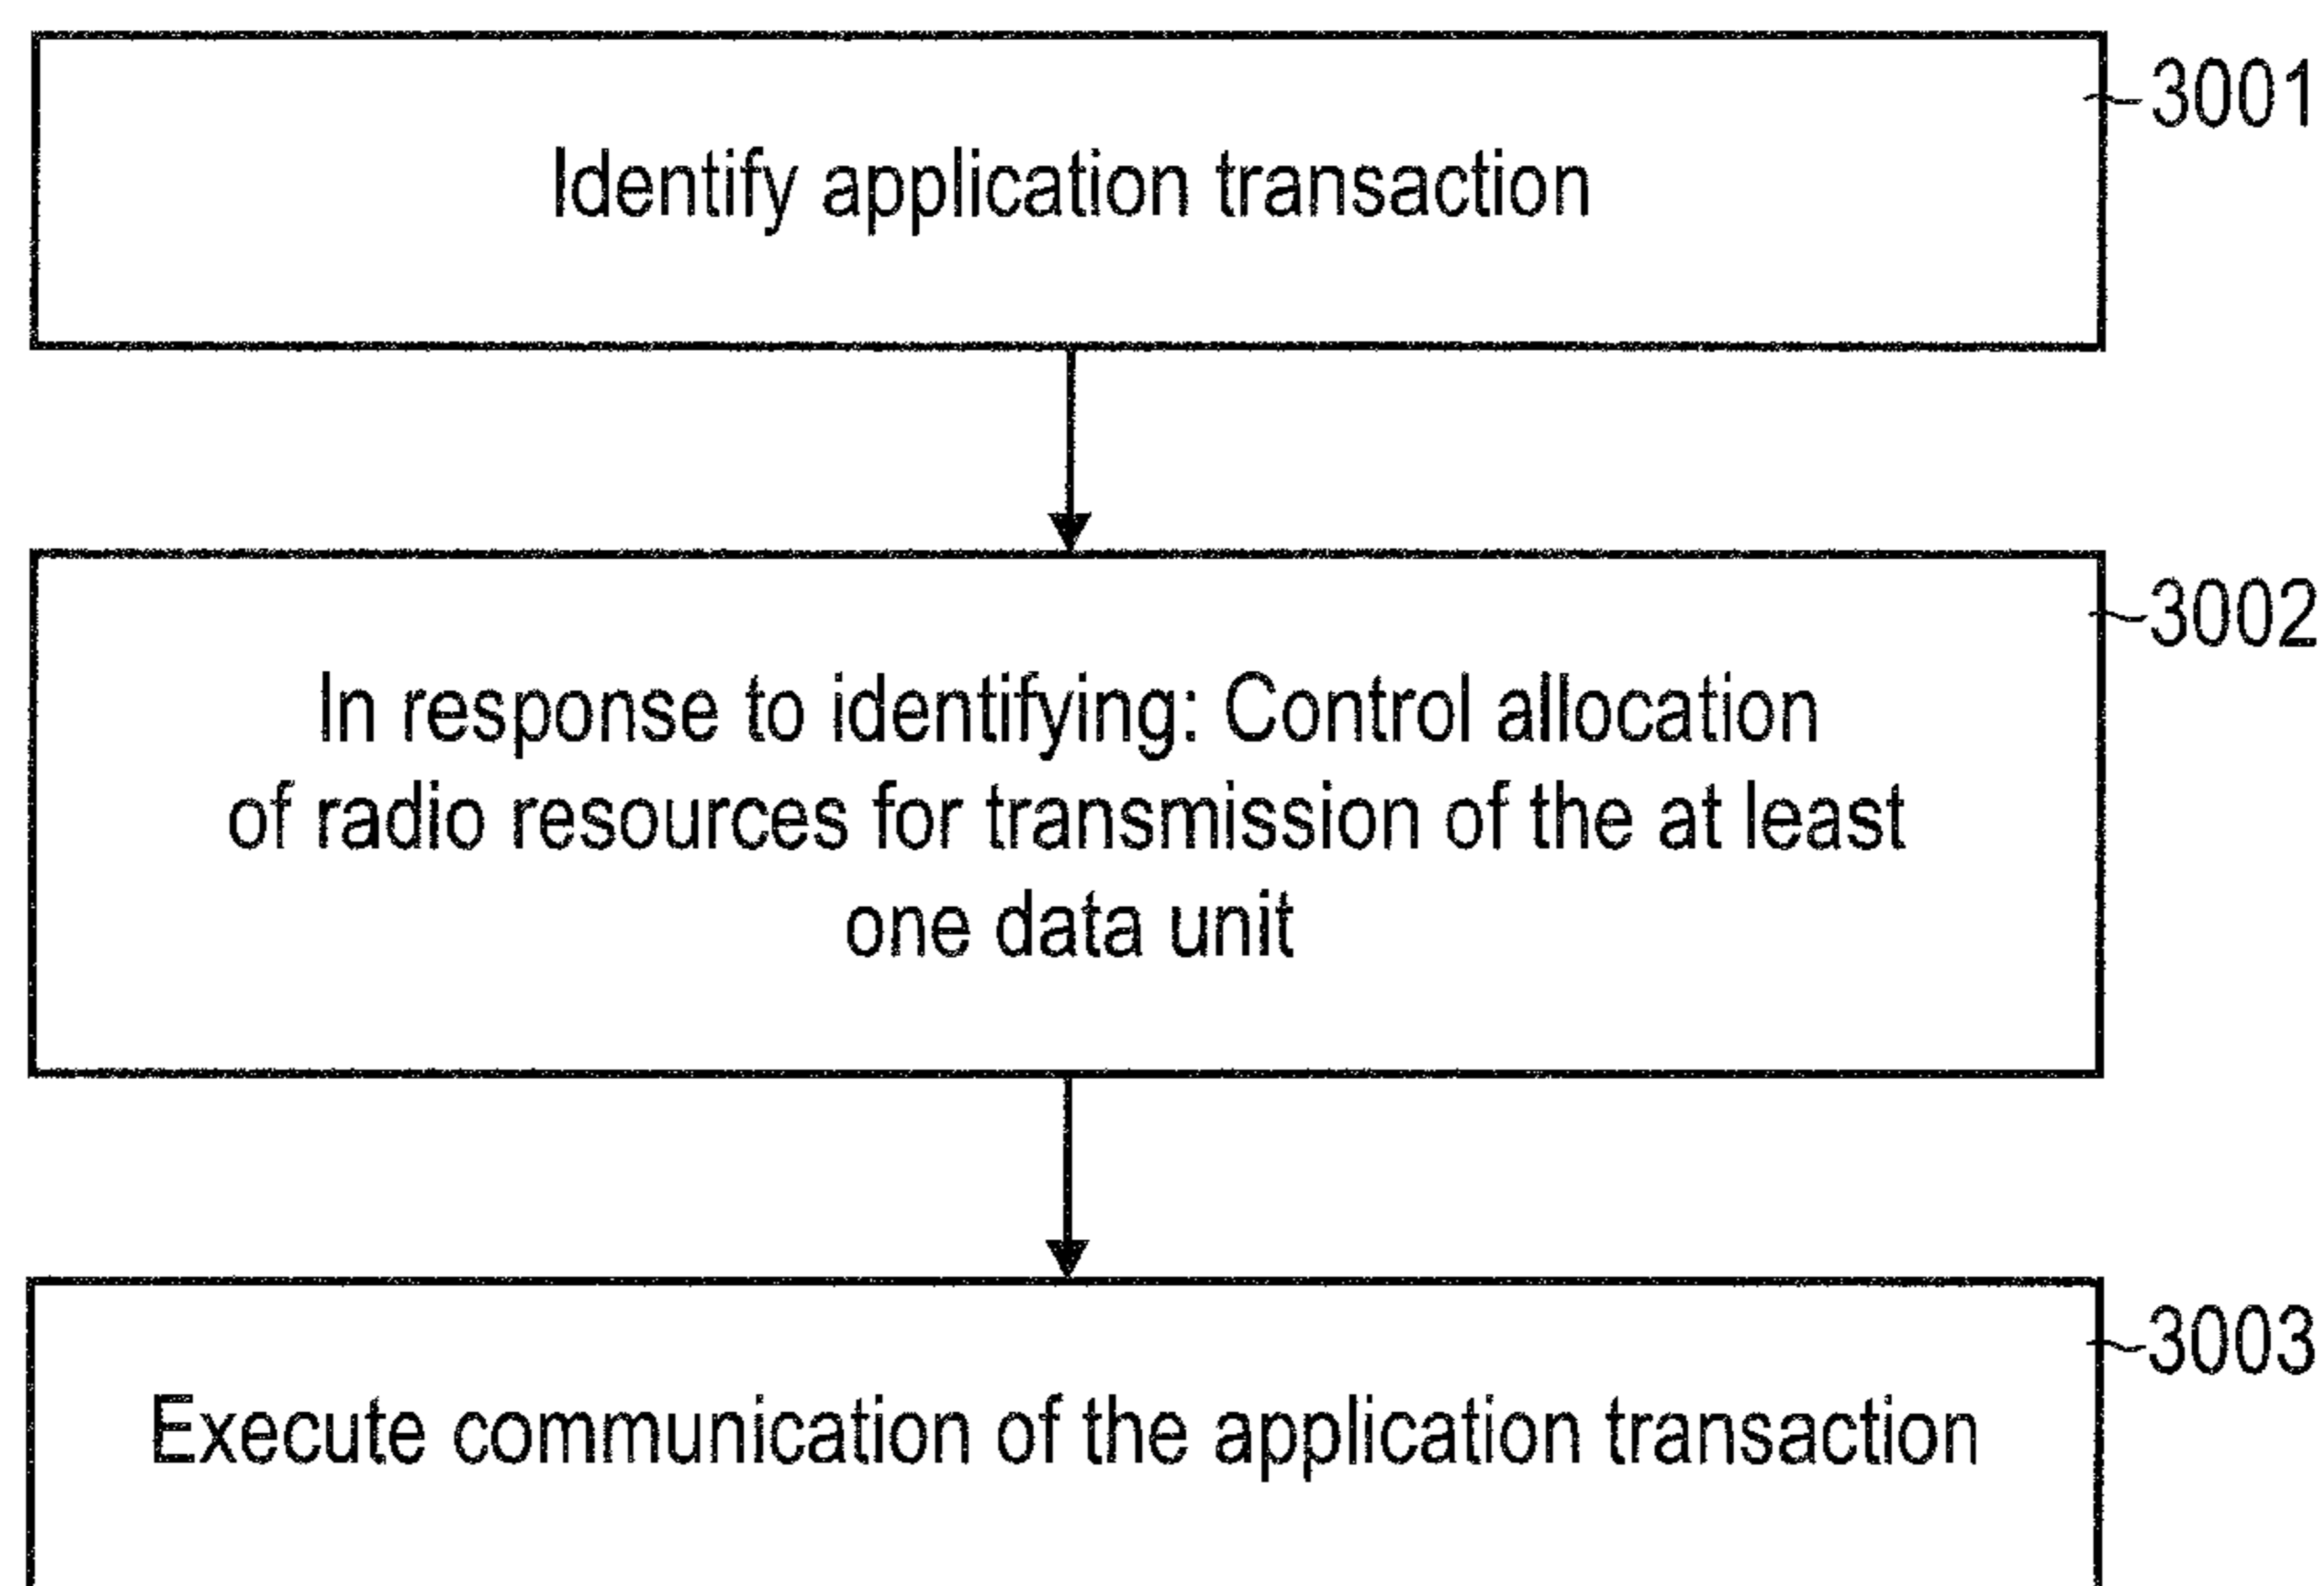 3001
Identify application transaction
3002
In response to identifying: Control allocation
of radio resources for transmission of the at least
one data unit
3003
Execute communication of the application transaction